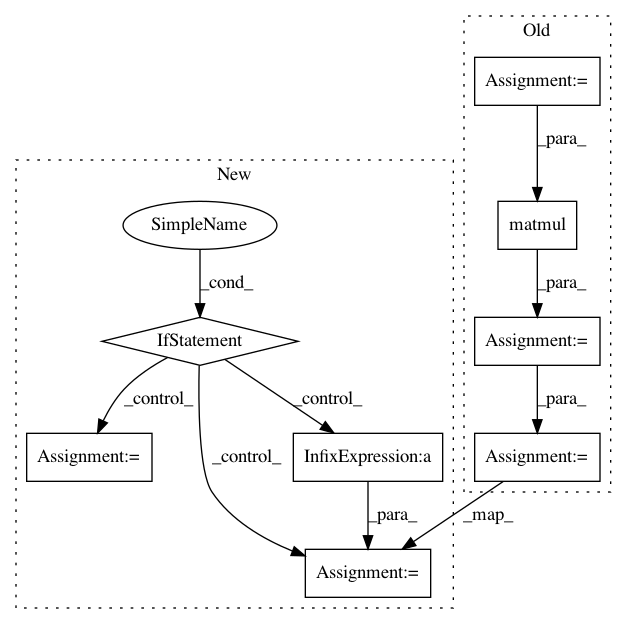 Old
Assignment:=
_para_
New
SimpleName
matmul
_cond_
_para_
IfStatement
Assignment:=
_control_
_control_
_para_
_control_
Assignment:=
InfixExpression:a
Assignment:=
_para_
_map_
Assignment:=